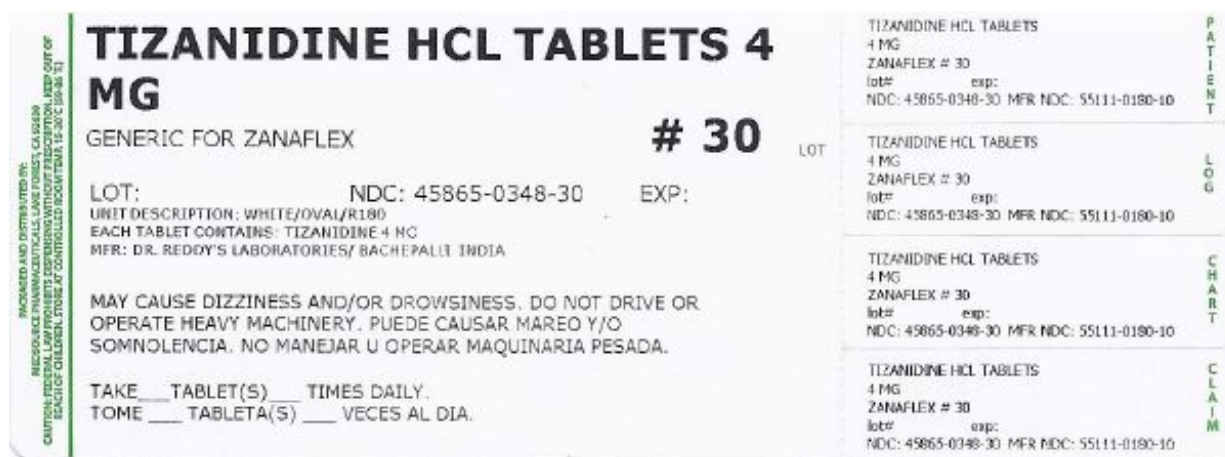 PACKAGED AND DISTRIBUTED BY:
MEDSOURCE PHARMACEUTICALS, LAKE FOREST, CA 92630
CAUTION: FEDERAL LAW PROHIBITS DISPENSING WITHOUT PRESCRIPTION. KEEP OUT OF
REACH OF CHILDREN. STORE AT CONTROLLED ROOM TEMP. 15-30°C (59-86°F)
TIZANIDINE HCL TABLETS 4
MG
GENERIC FOR ZANAFLEX
# 30
LOT
LOT: NDC: 45865-0348-30 EXP:
UNIT DESCRIPTION: WHITE/OVAL/R180
EACH TABLET CONTAINS: TIZANIDINE 4 MG
MFR: DR. REDDY'S LABORATORIES/ BACHEPALLI INDIA
MAY CAUSE DIZZINESS AND/OR DROWSINESS. DO NOT DRIVE OR
OPERATE HEAVY MACHINERY. PUEDE CAUSAR MAREO Y/O
SOMNOLENCIA. NO MANEJAR U OPERAR MAQUINARIA PESADA.
TAKE___TABLET(S)___ TIMES DAILY.
TOME ___ TABLETA(S) ___ VECES AL DIA.
TIZANIDINE HCL TABLETS
4 MG
ZANAFLEX # 30
lot# exp:
NDC: 45865-0348-30 MFR NDC: 55111-0180-10
PATIENT
TIZANIDINE HCL TABLETS
4 MG
ZANAFLEX # 30
lot# exp:
NDC: 45865-0348-30 MFR NDC: 55111-0180-10
LOG
TIZANIDINE HCL TABLETS
4 MG
ZANAFLEX # 30
lot# exp:
NDC: 45865-0348-30 MFR NDC: 55111-0180-10
CHART
TIZANIDINE HCL TABLETS
4 MG
ZANAFLEX # 30
lot# exp:
NDC: 45865-0348-30 MFR NDC: 55111-0180-10
CLAIM